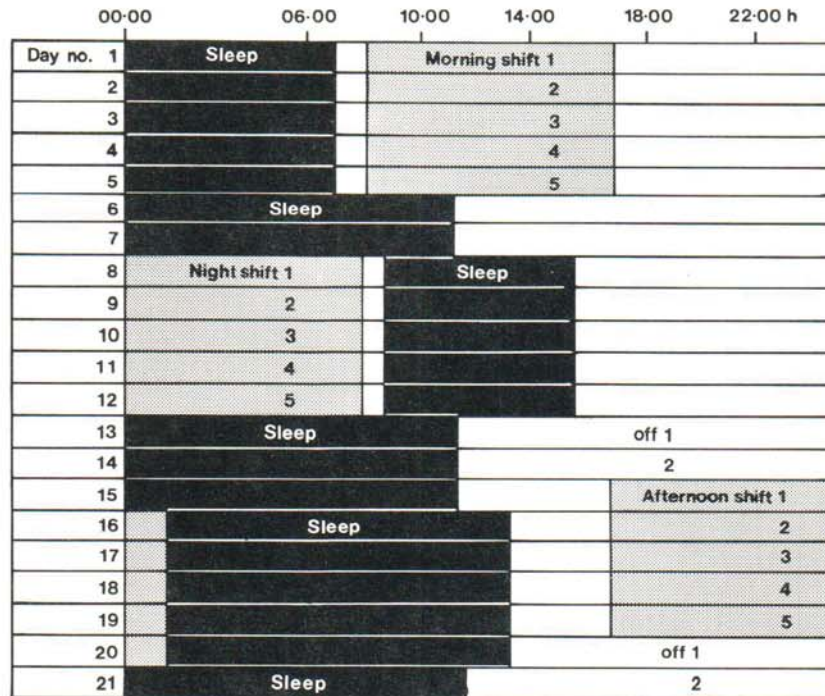 00·00 06·00 10·00 14·00 18·00 22·00 h
Day no. 1 Sleep Morning shift 1
2 2
3 3
4 4
5 5
6 Sleep
7
8 Night shift 1 Sleep
9 2
10 3
11 4
12 5
13 Sleep off 1
14 2
15 Afternoon shift 1
16 Sleep 2
17 3
18 4
19 5
20 off 1
21 Sleep 2